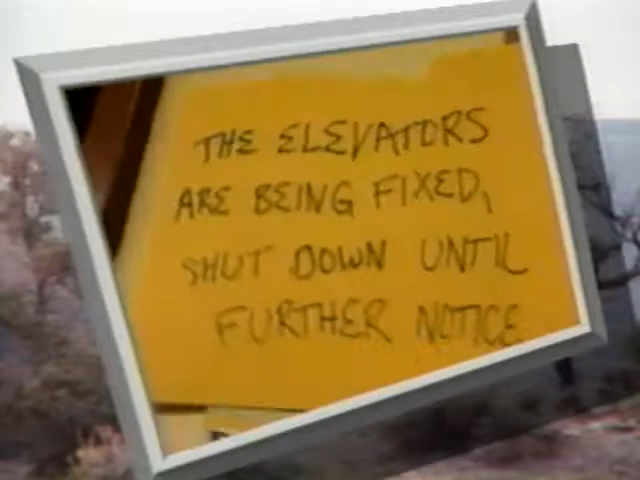 THE ELEVATORS
ARE BEING FIXED,
SHUT DOWN UNTIL
FURTHER NOTICE